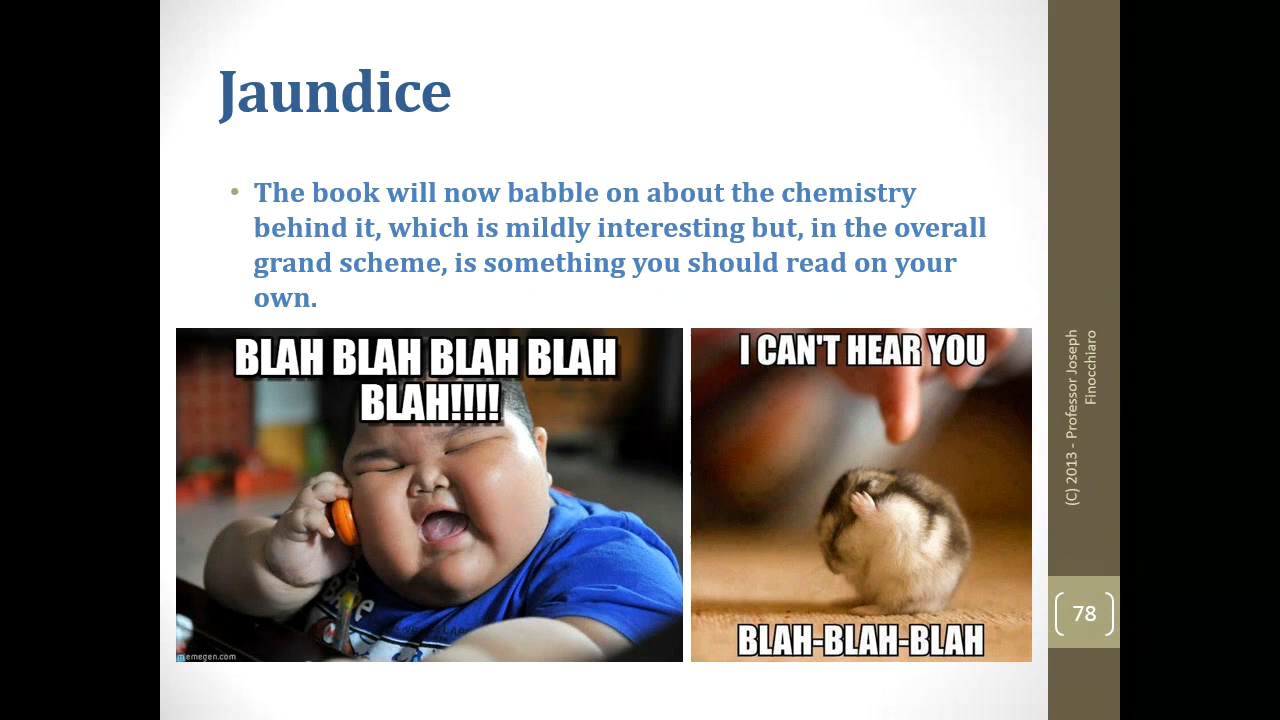 Jaundice
• The book will now babble on about the chemistry
behind it, which is mildly interesting but, in the overall
grand scheme, is something you should read on your
own.
BLAH BLAH BLAH BLAH
BLAH!!!!
memegen.com
I CAN'T HEAR YOU
BLAH-BLAH-BLAH
(C) 2013 - Professor Joseph
Finocchiaro
78